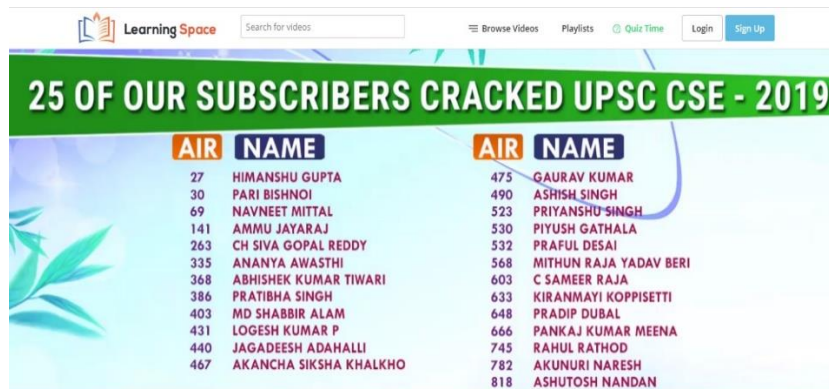 Learning Space
Search for videos
Browse Videos Playlists Quiz Time Login Sign Up
25 OF OUR SUBSCRIBERS CRACKED UPSC CSE - 2019
AIR NAME
27 HIMANSHU GUPTA
30 PARI BISHNOI
69 NAVNEET MITTAL
141 AMMU JAYARAJ
263 CH SIVA GOPAL REDDY
335 ANANYA AWASTHI
368 ABHISHEK KUMAR TIWARI
386 PRATIBHA SINGH
403 MD SHABBIR ALAM
431 LOGESH KUMAR P
440 JAGADEESH ADAHALLI
467 AKANCHA SIKSHA KHALKHO
AIR NAME
475 GAURAV KUMAR
490 ASHISH SINGH
523 PRIYANSHU SINGH
530 PIYUSH GATHALA
532 PRAFUL DESAI
568 MITHUN RAJA YADAV BERI
603 C SAMEER RAJA
633 KIRANMAYI KOPPISETTI
648 PRADIP DUBAL
666 PANKAJ KUMAR MEENA
745 RAHUL RATHOD
782 AKUNURI NARESH
818 ASHUTOSH NANDAN